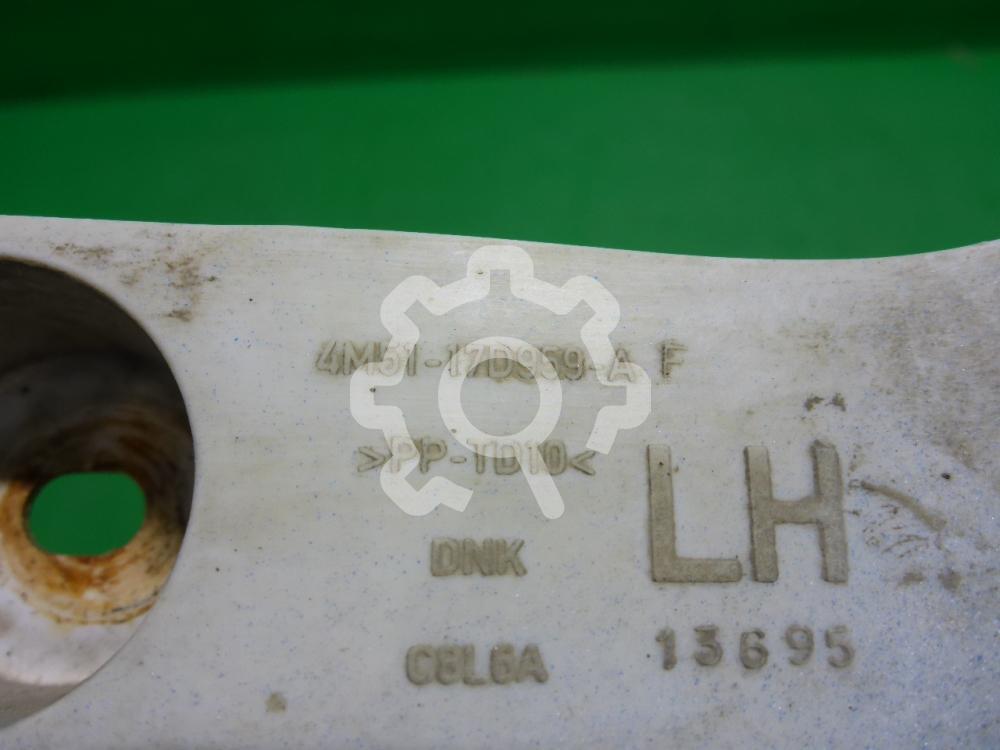 4M51-17D959-A F
>PP-TD10<
LH
DNK
C8L6A
13695